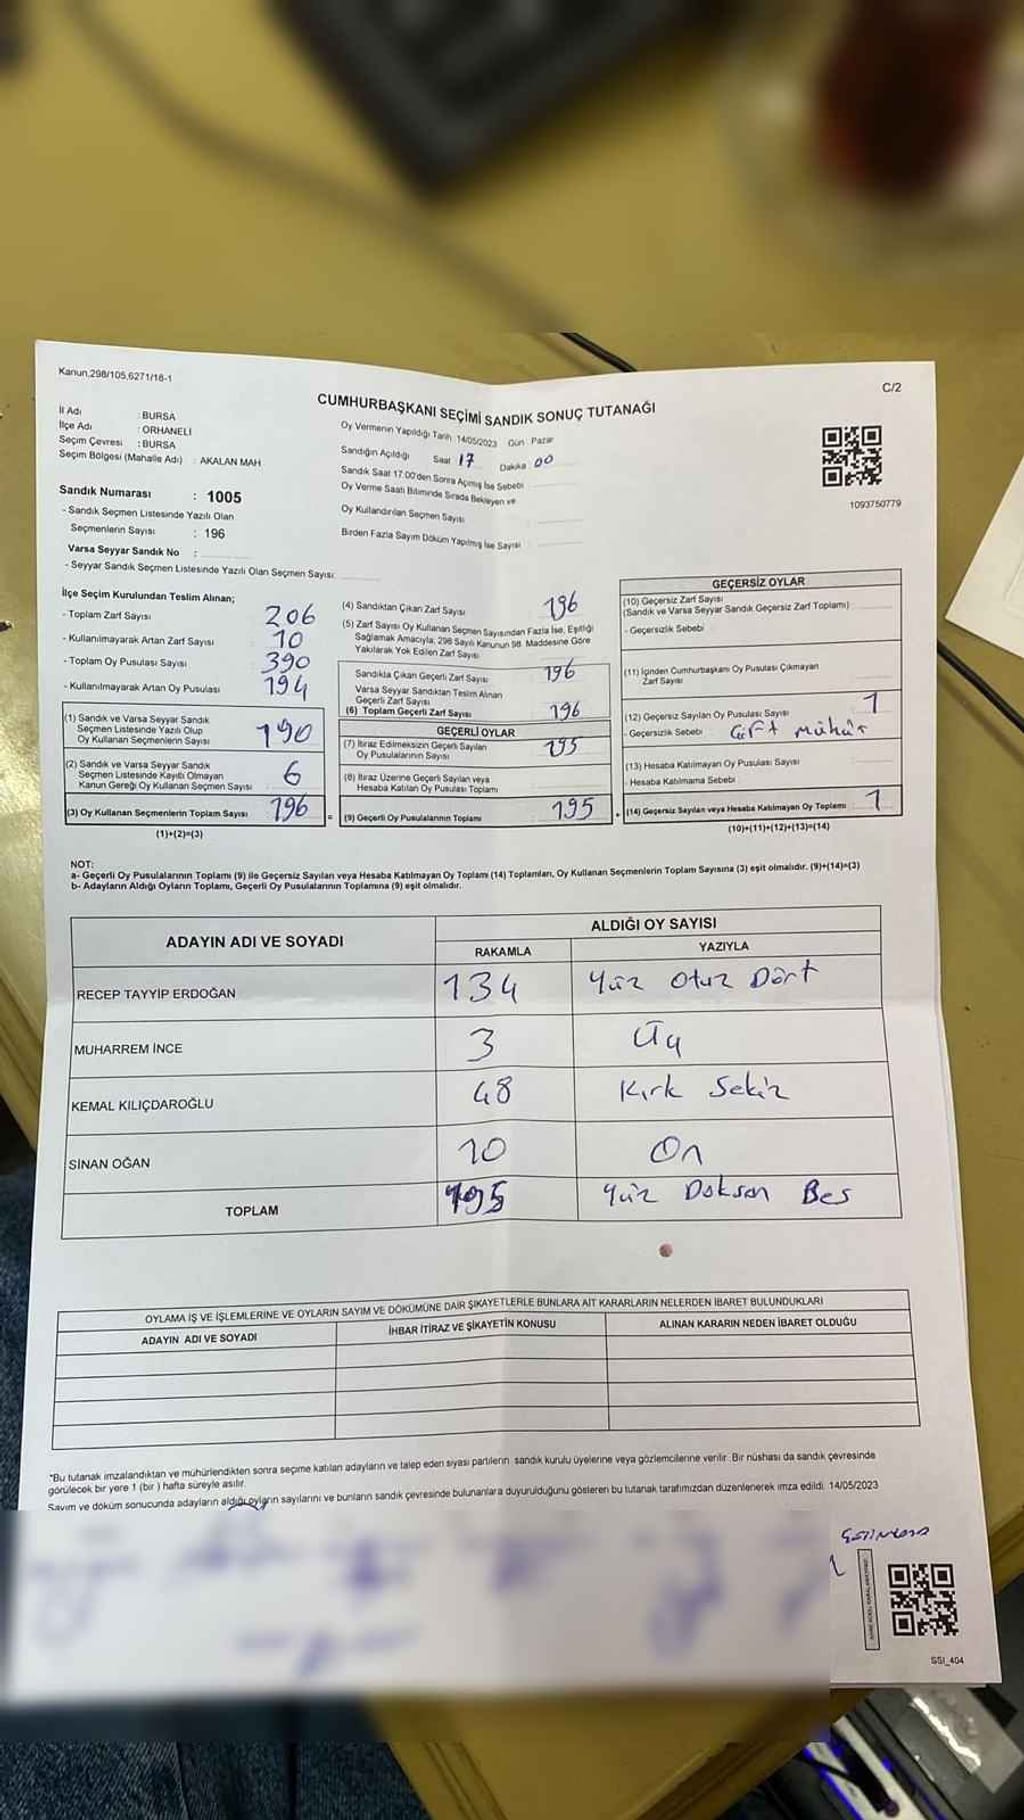 Kanun,298/105,6271/16-1
C/2
CUMHURBAŞKANI SEÇİMİ SANDIK SONUÇ TUTANAĞI
İl Adı : BURSA
İlçe Adı : ORHANELİ
Seçim Çevresi : BURSA
Seçim Bölgesi (Mahalle Adı) : AKALAN MAH
Sandık Numarası : 1005
- Sandık Seçmen Listesinde Yazılı Olan
Seçmenlerin Sayısı : 196
Varsa Seyyar Sandık No :
- Seyyar Sandık Seçmen Listesinde Yazılı Olan Seçmen Sayısı:
Oy Vermenin Yapıldığı Tarih 14/05/2023 Gün : Pazar
Sandığın Açıldığı Saat 17 Dakika 00
Sandık Saat 17.00'den Sonra Açımış İse Sebebi
Oy Verme Saati Bitiminde Sırada Bekleyen ve
Oy Kullandırılan Seçmen Sayısı
Birden Fazla Sayım Döküm Yapılmış İse Sayısı :
1093750779
İlçe Seçim Kurulundan Teslim Alınan;
- Toplam Zarf Sayısı 206
- Kullanılmayarak Artan Zarf Sayısı 10
- Toplam Oy Pusulası Sayısı 390
- Kullanılmayarak Artan Oy Pusulası 194
(1) Sandık ve Varsa Seyyar Sandık
Seçmen Listesinde Yazılı Olup
Oy Kullanan Seçmenlerin Sayısı 190
(2) Sandık ve Varsa Seyyar Sandık
Seçmen Listesinde Kayıtlı Olmayan
Kanun Gereği Oy Kullanan Seçmen Sayısı 6
(3) Oy Kullanan Seçmenlerin Toplam Sayısı 196
(1)+(2)=(3)
=
(4) Sandıktan Çıkan Zarf Sayısı 196
(5) Zarf Sayısı Oy Kullanan Seçmen Sayısından Fazla İse, Eşitliği
Sağlamak Amacıyla, 298 Sayılı Kanunun 98. Maddesine Göre
Yakılarak Yok Edilen Zarf Sayısı
Sandıkla Çıkan Geçerli Zarf Sayısı 196
Varsa Seyyar Sandıktan Teslim Alınan
Geçerli Zarf Sayısı
(6) Toplam Geçerli Zarf Sayısı 196
GEÇERLİ OYLAR
(7) İtiraz Edilmeksizin Geçerli Sayılan
Oy Pusulalarının Sayısı 195
(8) İtiraz Üzerine Geçerli Sayılan veya
Hesaba Katılan Oy Pusulası Toplamı
(9) Geçerli Oy Pusulalarının Toplamı 195
+
GEÇERSİZ OYLAR
(10) Geçersiz Zarf Sayısı
(Sandık ve Varsa Seyyar Sandık Geçersiz Zarf Toplamı)
- Geçersizlik Sebebi
(11) İçinden Cumhurbaşkanı Oy Pusulası Çıkmayan
Zarf Sayısı
(12) Geçersiz Sayılan Oy Pusulası Sayısı 1
- Geçersizlik Sebebi Çift mühür
(13) Hesaba Katılmayan Oy Pusulası Sayısı
- Hesaba Katılmama Sebebi
(14) Geçersiz Sayılan veya Hesaba Katılmayan Oy Toplamı 1
(10)+(11)+(12)+(13)=(14)
NOT:
a- Geçerli Oy Pusulalarının Toplamı (9) ile Geçersiz Sayılan veya Hesaba Katılmayan Oy Toplamı (14) Toplamları, Oy Kullanan Seçmenlerin Toplam Sayısına (3) eşit olmalıdır. (9)+(14)=(3)
b- Adayların Aldığı Oyların Toplamı, Geçerli Oy Pusulalarının Toplamına (9) eşit olmalıdır.
ADAYIN ADI VE SOYADI ALDIĞI OY SAYISI
RAKAMLA YAZIYLA
RECEP TAYYİP ERDOĞAN 134 Yüz Otuz Dört
MUHARREM İNCE 3 Üç
KEMAL KILIÇDAROĞLU 48 Kırk Sekiz
SİNAN OĞAN 10 On
TOPLAM 195 Yüz Doksan Beş
OYLAMA İŞ VE İŞLEMLERİNE VE OYLARIN SAYIM VE DÖKÜMÜNE DAİR ŞİKAYETLERLE BUNLARA AİT KARARLARIN NELERDEN İBARET BULUNDUKLARI
ADAYIN ADI VE SOYADI İHBAR İTİRAZ VE ŞİKAYETİN KONUSU ALINAN KARARIN NEDEN İBARET OLDUĞU
*Bu tutanak imzalandıktan ve mühürlendikten sonra seçime katılan adayların ve talep eden siyasi partilerin sandık kurulu üyelerine veya gözlemcilerine verilir. Bir nüshası da sandık çevresinde
görülecek bir yere 1 (bir ) hafta süreyle asılır.
Sayım ve döküm sonucunda adayların aldığı oyların sayılarını ve bunların sandık çevresinde bulunanlara duyurulduğunu gösteren bu tutanak tarafımızdan düzenlenerek imza edildi. 14/05/2023
SSI_404